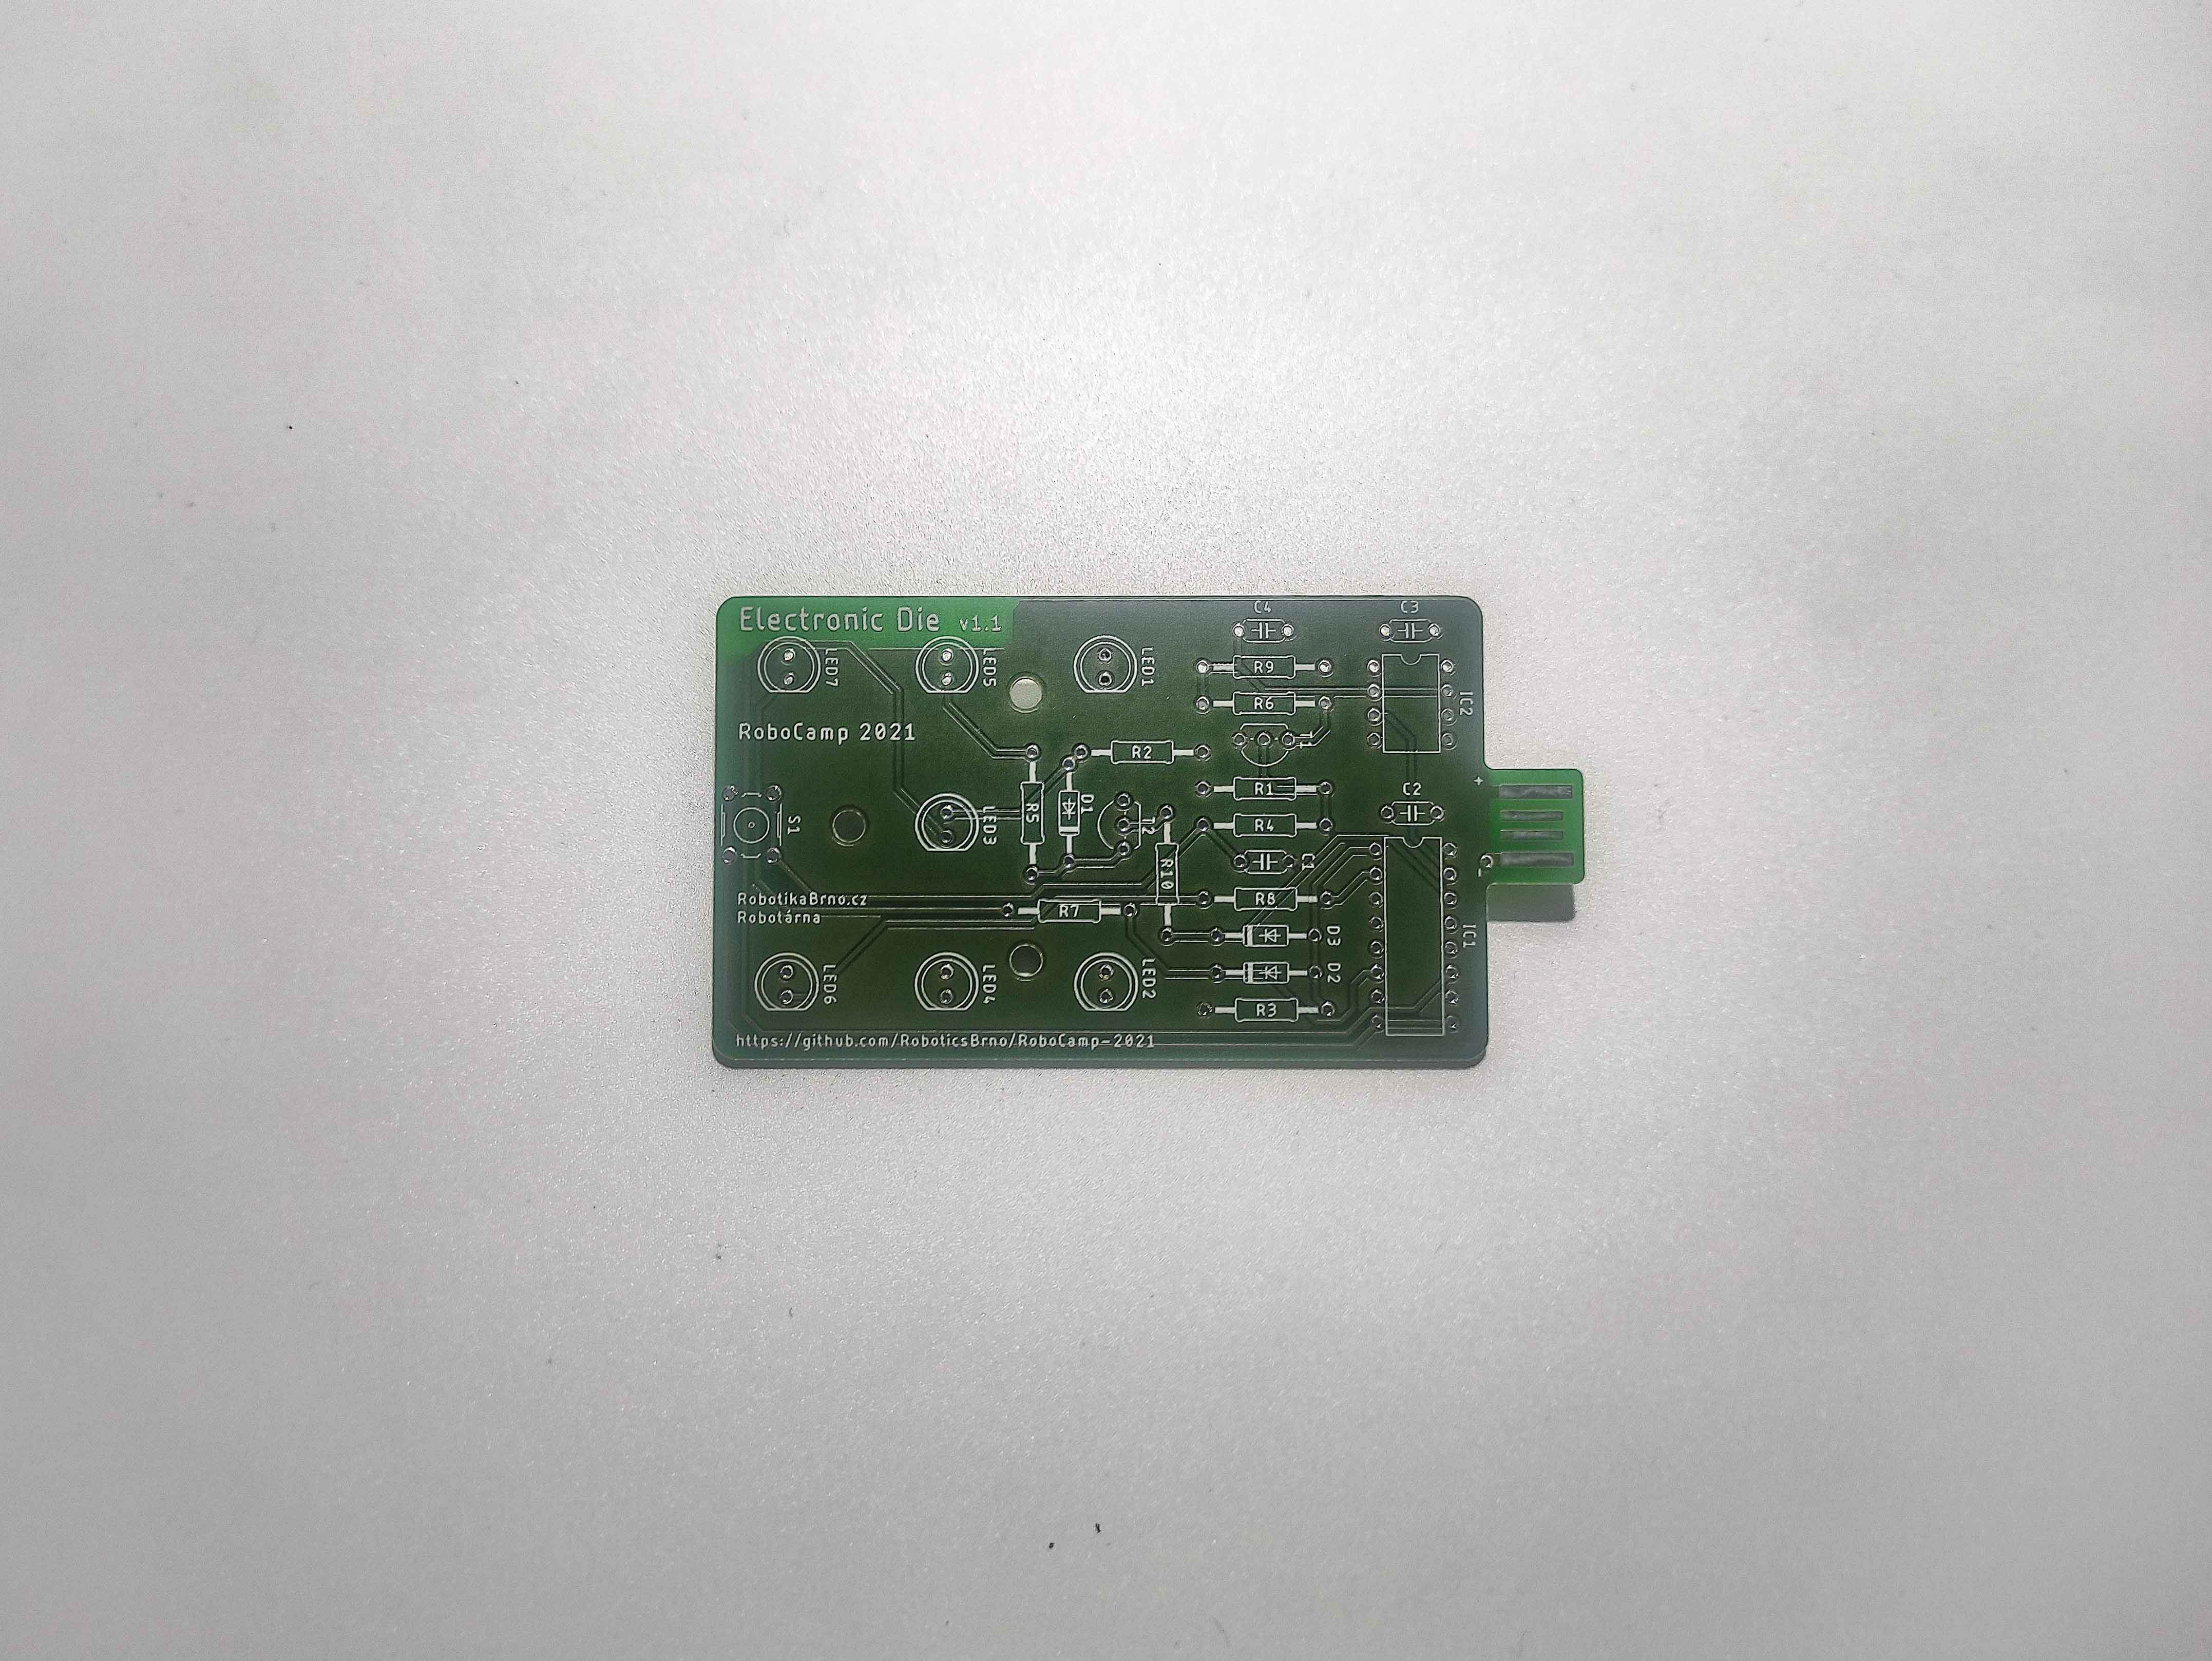 Electronic Die v1.1
C4
C3
LED7
LED5
LED1
R9
R6
IC2
RoboCamp 2021
T1
R2
+
R1
C2
S1
LED3
R5
D1
T2
R4
C1
-
R10
RobotikaBrno.cz
Robotárna
R7
R8
D3
IC1
LED6
LED4
LED2
D2
R3
https://github.com/RoboticsBrno/RoboCamp-2021